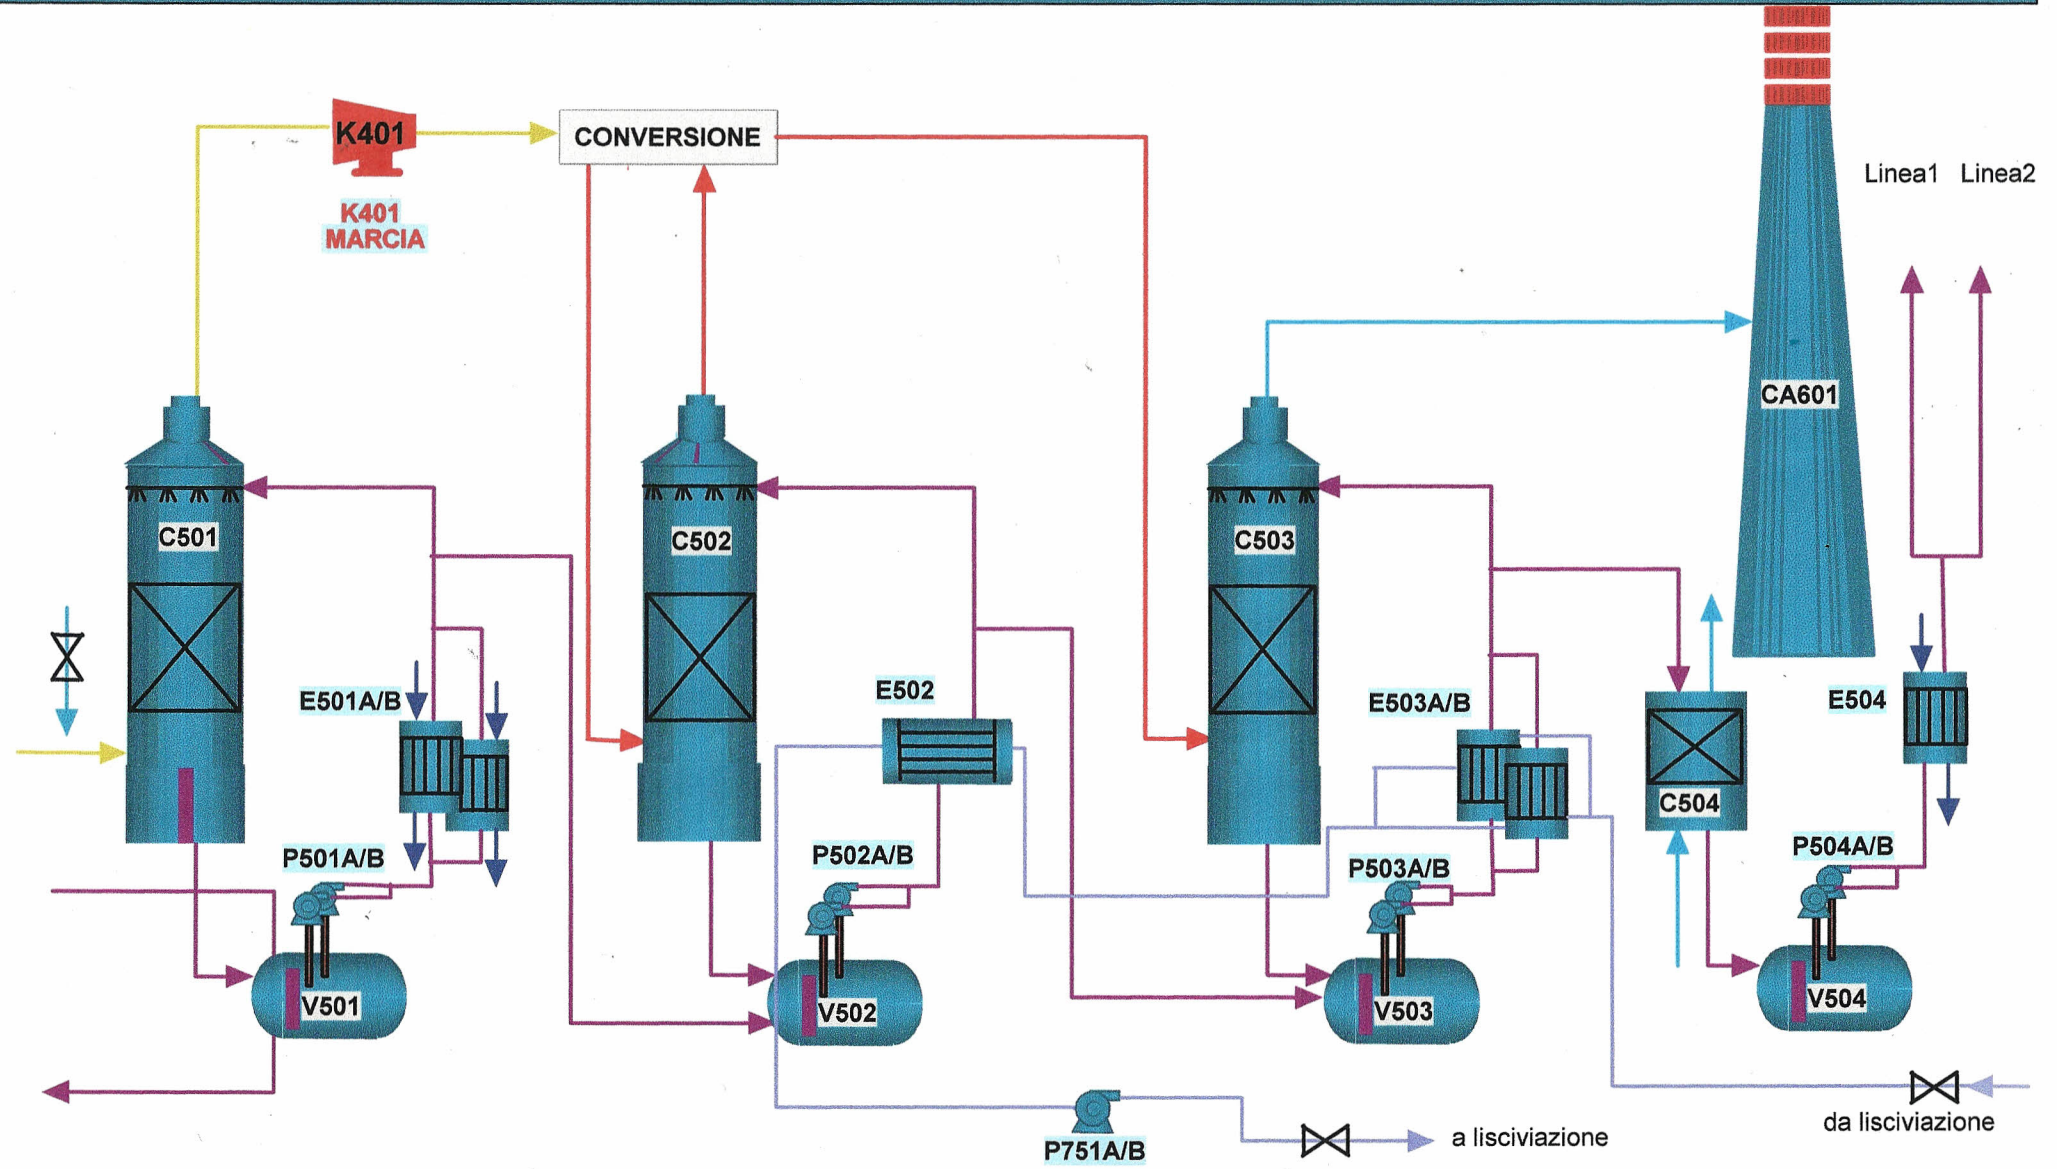 K401
CONVERSIONE
K401
MARCIA
Linea1 Linea2
CA601
C501
C502
C503
E501A/B
E502
E503A/B
E504
C504
P501A/B
P502A/B
P503A/B
P504A/B
V501
V502
V503
V504
P751A/B
a lisciviazione
da lisciviazione